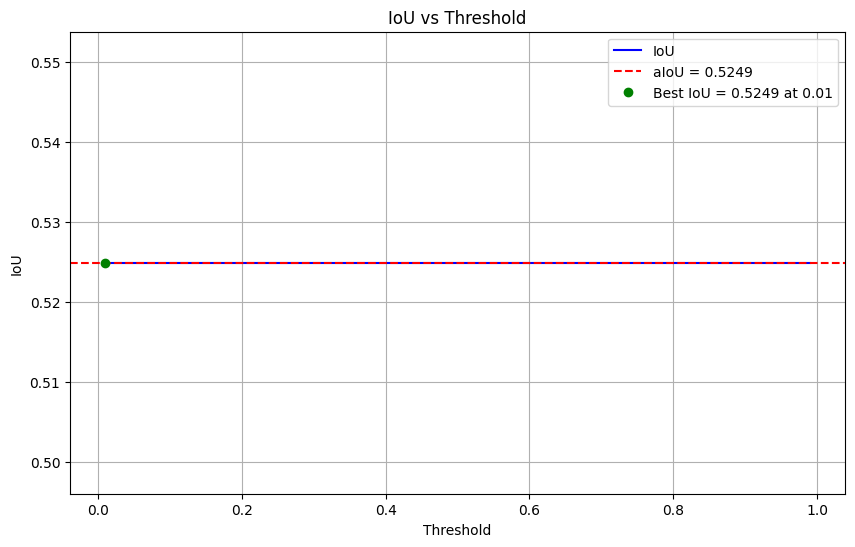 IoU vs Threshold
IoU
aIoU = 0.5249
Best IoU = 0.5249 at 0.01
0.55
0.54
0.53
0.52
0.51
0.50
IoU
0.0 0.2 0.4 0.6 0.8 1.0
Threshold